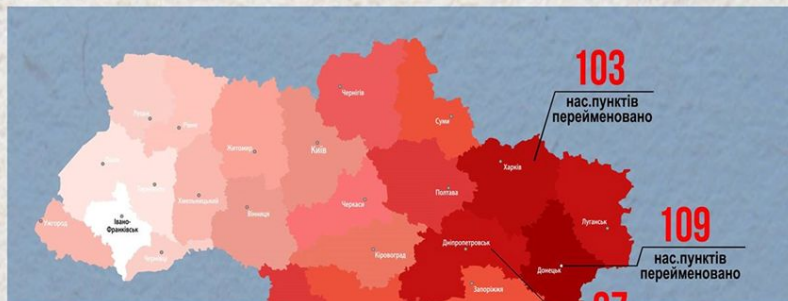 103
нас.пунктів
перейменовано
Чернігів
Суми
Житомир
Київ
Харків
Полтава
Черкаси
Хмельницький
Вінниця
Луганськ
Ужгород
Івано-
Франківськ
Дніпропетровськ
Кіровоград
Донецьк
109
нас.пунктів
перейменовано
Запоріжжя